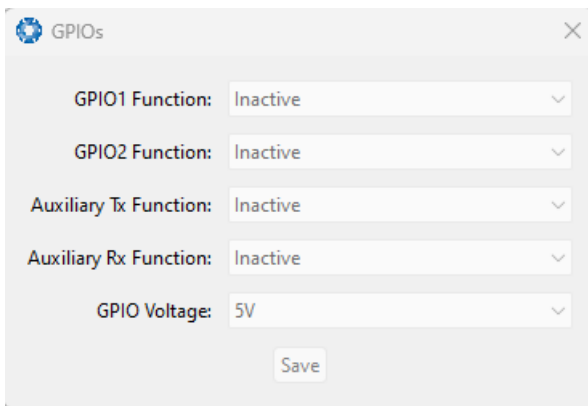 GPIOs
GPIO1 Function: Inactive
GPIO2 Function: Inactive
Auxiliary Tx Function: Inactive
Auxiliary Rx Function: Inactive
GPIO Voltage: 5V
Save